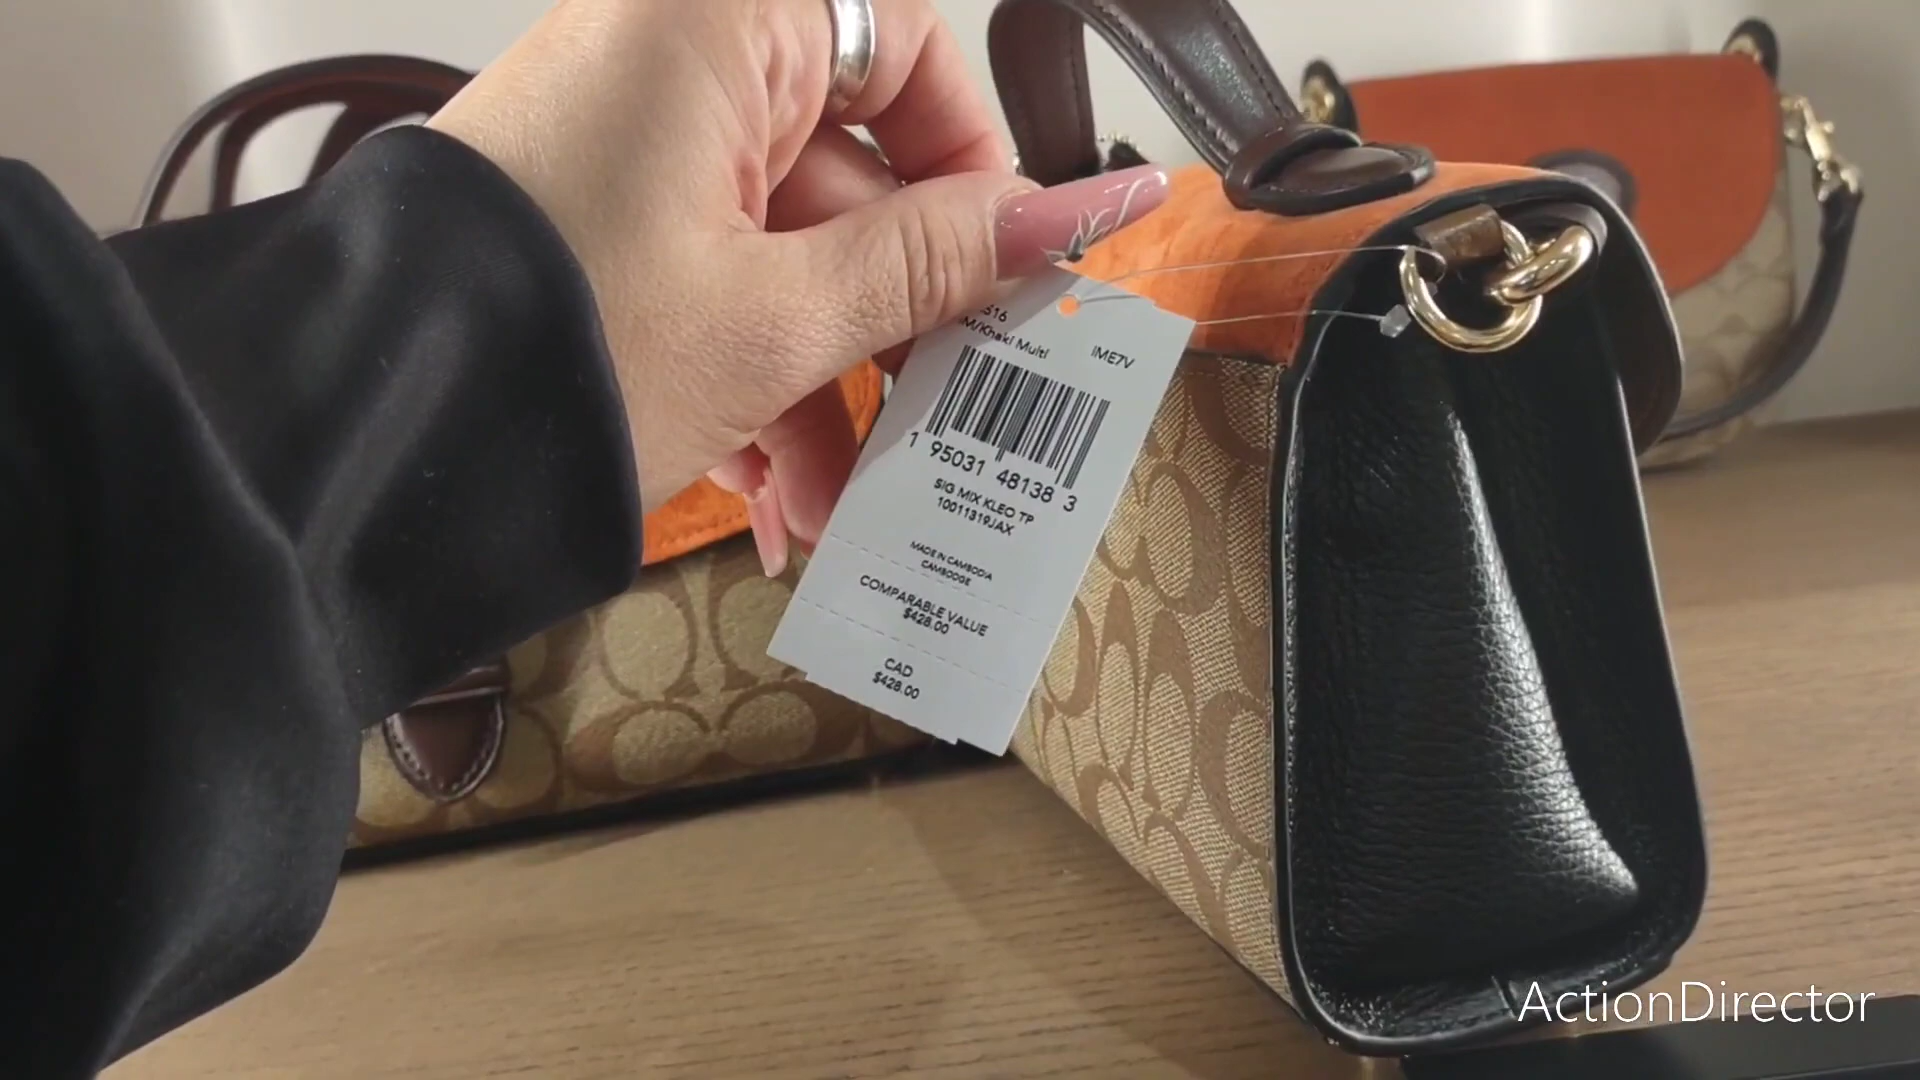 IM/Khaki Multi IME7V
1 95031 48138 3
SIG MIX KLEO TP
10011319JAX
MADE IN CAMBODIA
CAMBODGE
COMPARABLE VALUE
$428.00
CAD
$428.00
ActionDirector